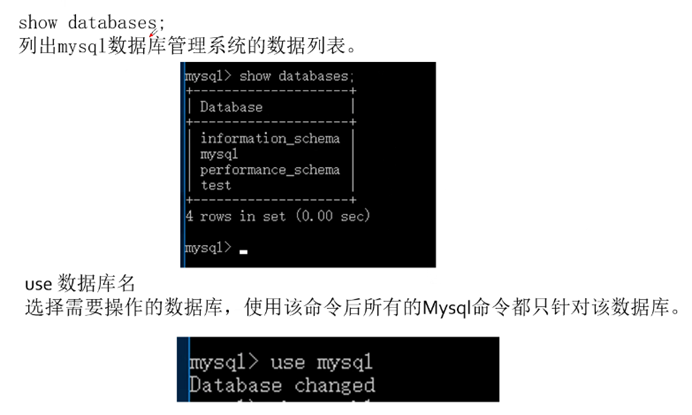 show databases;
列出mysql数据库管理系统的数据列表。
mysql> show databases;
+--------------------+
| Database           |
+--------------------+
| information_schema |
| mysql              |
| performance_schema |
| test               |
+--------------------+
4 rows in set (0.00 sec)
mysql> _
use 数据库名
选择需要操作的数据库，使用该命令后所有的Mysql命令都只针对该数据库。
mysql> use mysql
Database changed